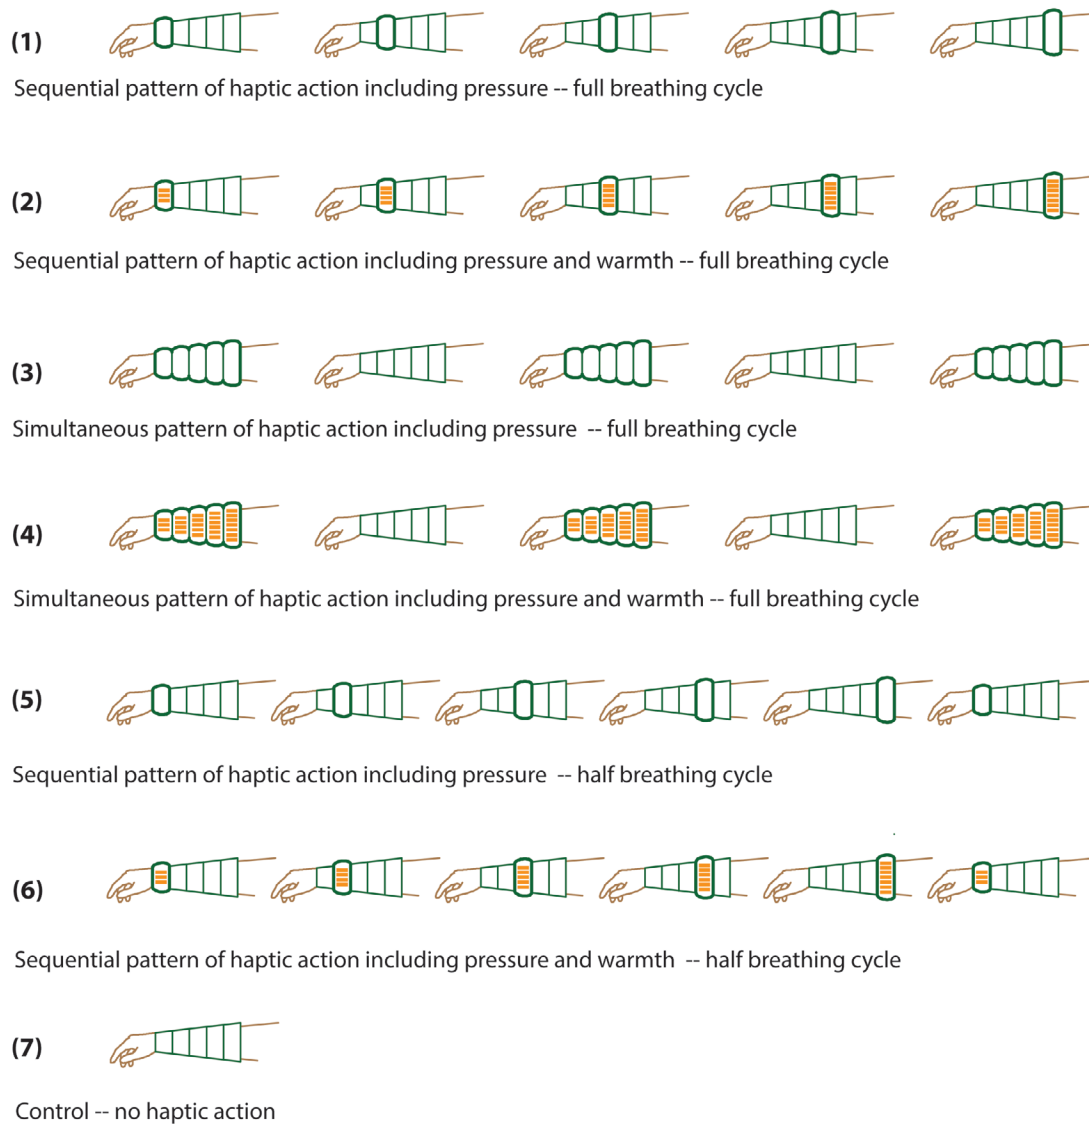 (1)
Sequential pattern of haptic action including pressure -- full breathing cycle
(2)
Sequential pattern of haptic action including pressure and warmth -- full breathing cycle
(3)
Simultaneous pattern of haptic action including pressure -- full breathing cycle
(4)
Simultaneous pattern of haptic action including pressure and warmth -- full breathing cycle
(5)
Sequential pattern of haptic action including pressure -- half breathing cycle
(6)
Sequential pattern of haptic action including pressure and warmth -- half breathing cycle
(7)
Control -- no haptic action